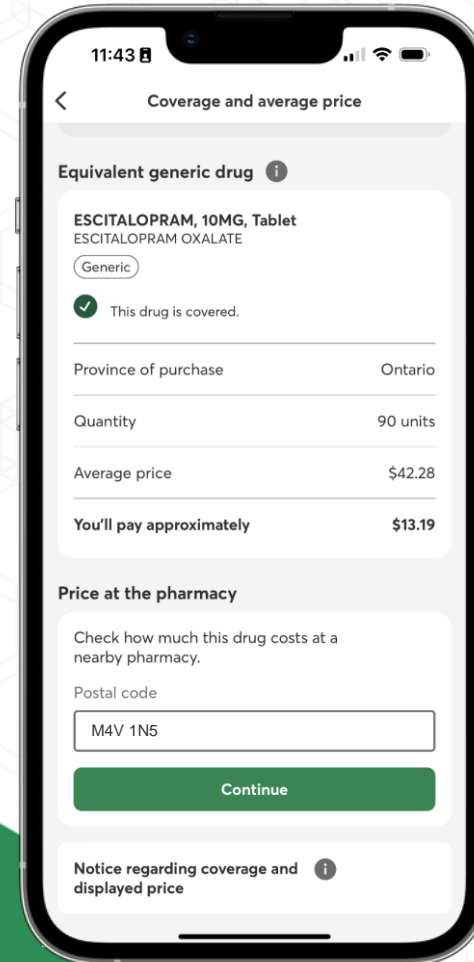 11:43
Coverage and average price
Equivalent generic drug
ESCITALOPRAM, 10MG, Tablet
ESCITALOPRAM OXALATE
Generic
This drug is covered.
Province of purchase Ontario
Quantity 90 units
Average price $42.28
You'll pay approximately $13.19
Price at the pharmacy
Check how much this drug costs at a
nearby pharmacy.
Postal code
M4V 1N5
Continue
Notice regarding coverage and
displayed price